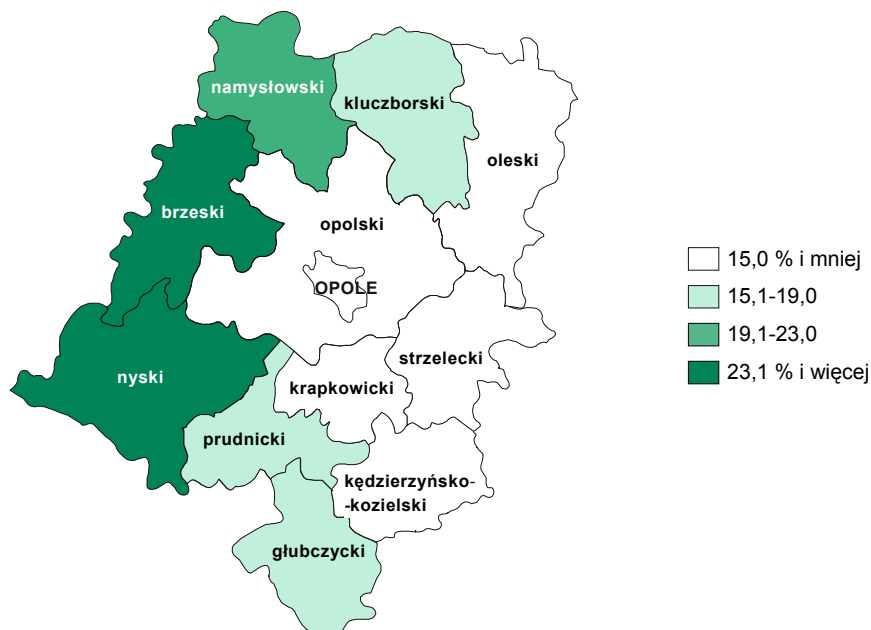 namysłowski
kluczborski
oleski
brzeski
opolski
OPOLE
strzelecki
nyski
krapkowicki
prudnicki
kędzierzyńsko-
-kozielski
głubczycki
15,0 % i mniej
15,1-19,0
19,1-23,0
23,1 % i więcej